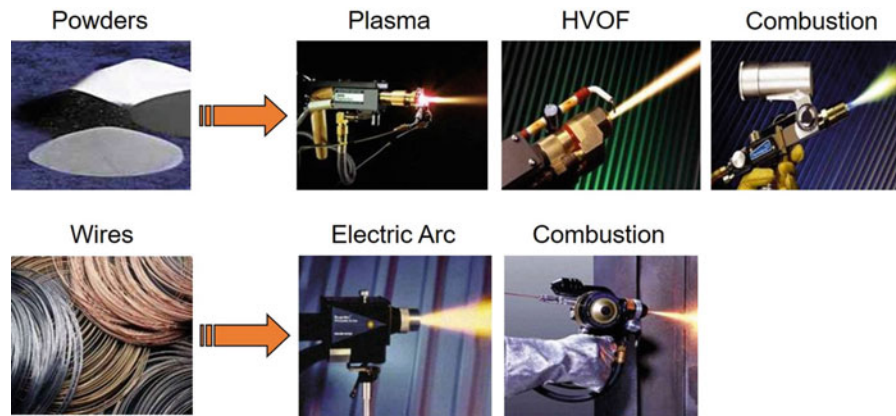 Powders
Plasma
HVOF
Combustion
Wires
Electric Arc
Combustion